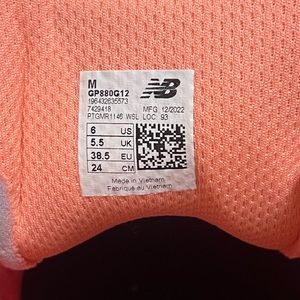 M
GP880G12
196432635573
7429418 MFG. 12/2022
PTGMR1146 WSL LOC: 93
6 US
5.5 UK
38.5 EU
24 CM
Made in Vietnam
Fabriqué au Vietnam
NB